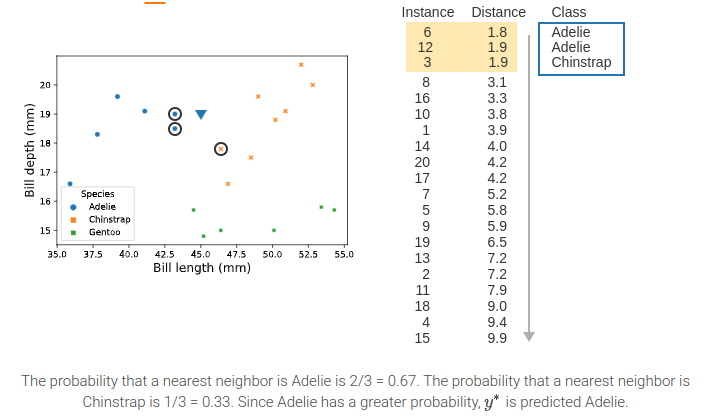 Instance Distance Class
6 1.8 Adelie
12 1.9 Adelie
3 1.9 Chinstrap
8 3.1
16 3.3
10 3.8
1 3.9
14 4.0
20 4.2
17 4.2
7 5.2
5 5.8
9 5.9
19 6.5
13 7.2
2 7.2
11 7.9
18 9.0
4 9.4
15 9.9
Bill depth (mm)
20
19
18
17
16
15
Species
Adelie
Chinstrap
Gentoo
35.0 37.5 40.0 42.5 45.0 47.5 50.0 52.5 55.0
Bill length (mm)
The probability that a nearest neighbor is Adelie is 2/3 = 0.67. The probability that a nearest neighbor is
Chinstrap is 1/3 = 0.33. Since Adelie has a greater probability, y* is predicted Adelie.